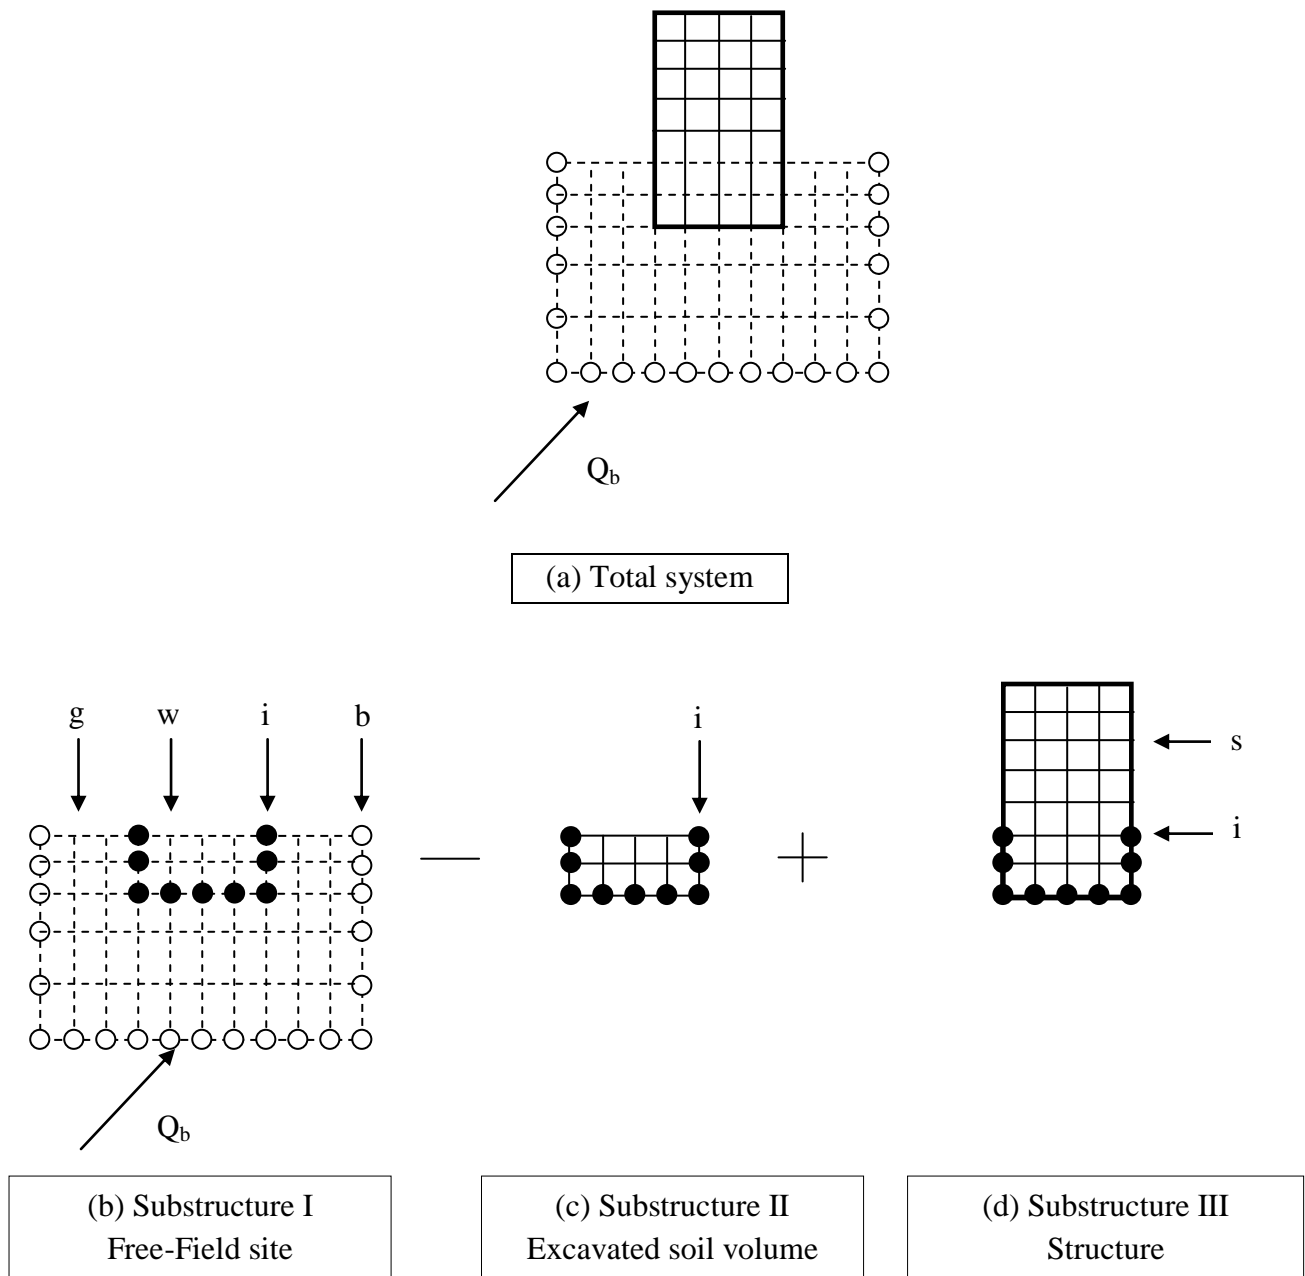 Q_b
(a) Total system
g w i b
i
s
i
Q_b
(b) Substructure I
Free-Field site
(c) Substructure II
Excavated soil volume
(d) Substructure III
Structure